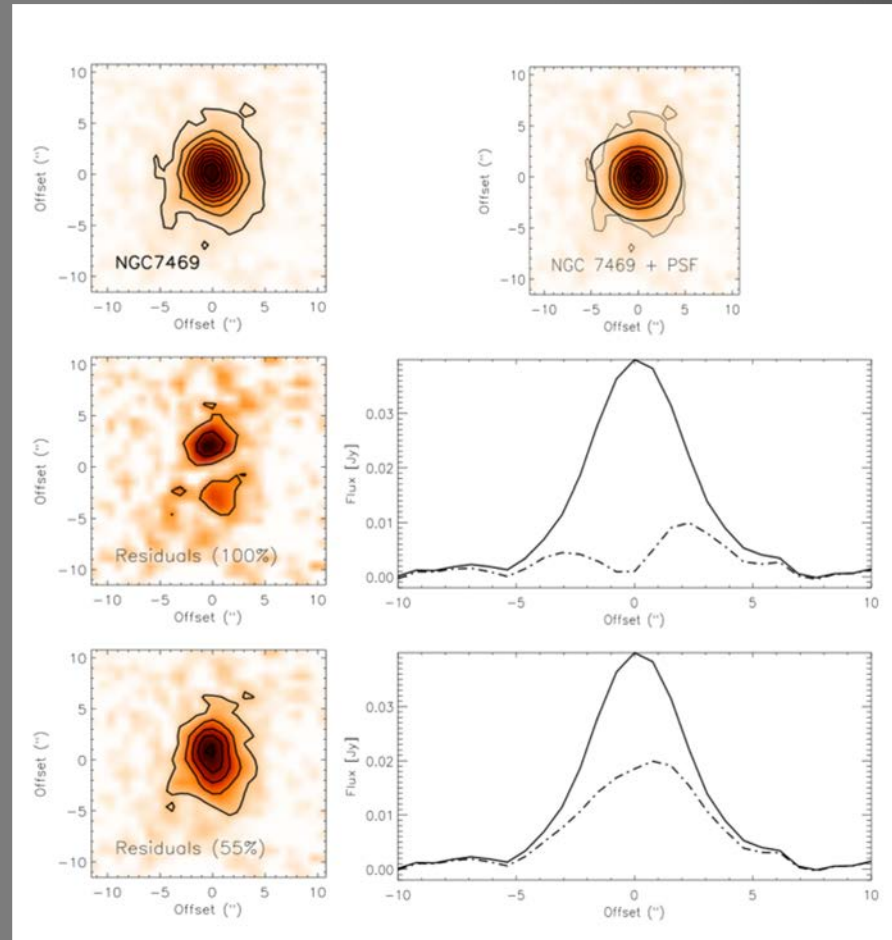 10
5
0
−5
−10
Offset ('')
NGC7469
−10 −5 0 5 10
Offset ('')
10
5
0
−5
−10
Offset ('')
NGC 7469 + PSF
−10 −5 0 5 10
Offset ('')
10
5
0
−5
−10
Offset ('')
Residuals (100%)
−10 −5 0 5 10
Offset ('')
0.03
0.02
0.01
0.00
Flux [Jy]
−10 −5 0 5 10
Offset ('')
10
5
0
−5
−10
Offset ('')
Residuals (55%)
−10 −5 0 5 10
Offset ('')
0.03
0.02
0.01
0.00
Flux [Jy]
−10 −5 0 5 10
Offset ('')